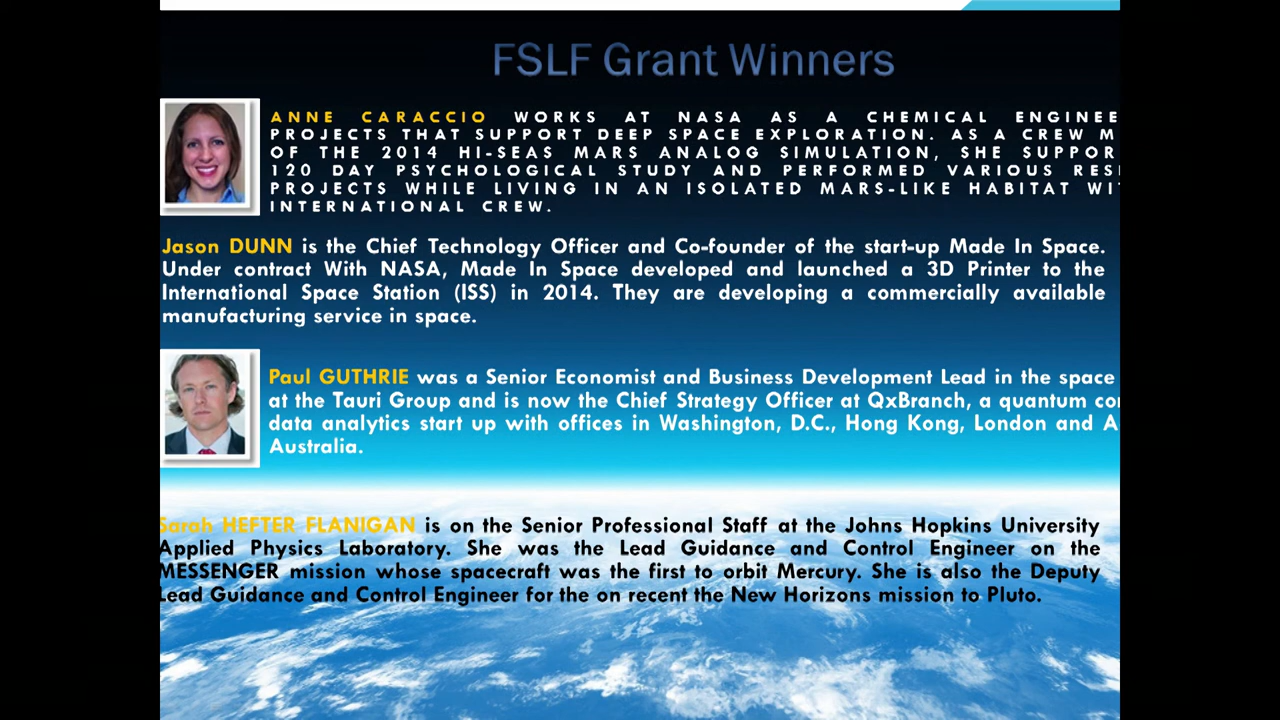 FSLF Grant Winners
ANNE CARACCIO WORKS AT NASA AS A CHEMICAL
PROJECTS THAT SUPPORT DEEP SPACE EXPLORATION. AS A CREW
OF THE 2014 HI-SEAS MARS ANALOG SIMULATION, SHE
120 DAY PSYCHOLOGICAL STUDY AND PERFORMED VARIOUS
PROJECTS WHILE LIVING IN AN ISOLATED MARS-LIKE HABITAT
INTERNATIONAL CREW.
Jason DUNN is the Chief Technology Officer and Co-founder of the start-up Made In Space.
Under contract With NASA, Made In Space developed and launched a 3D Printer to the
International Space Station (ISS) in 2014. They are developing a commercially available
manufacturing service in space.
Paul GUTHRIE was a Senior Economist and Business Development Lead in the space
at the Tauri Group and is now the Chief Strategy Officer at QxBranch, a quantum
data analytics start up with offices in Washington, D.C., Hong Kong, London and
Australia.
Sarah HEFTER FLANIGAN is on the Senior Professional Staff at the Johns Hopkins University
Applied Physics Laboratory. She was the Lead Guidance and Control Engineer on the
MESSENGER mission whose spacecraft was the first to orbit Mercury. She is also the Deputy
Lead Guidance and Control Engineer for the on recent the New Horizons mission to Pluto.